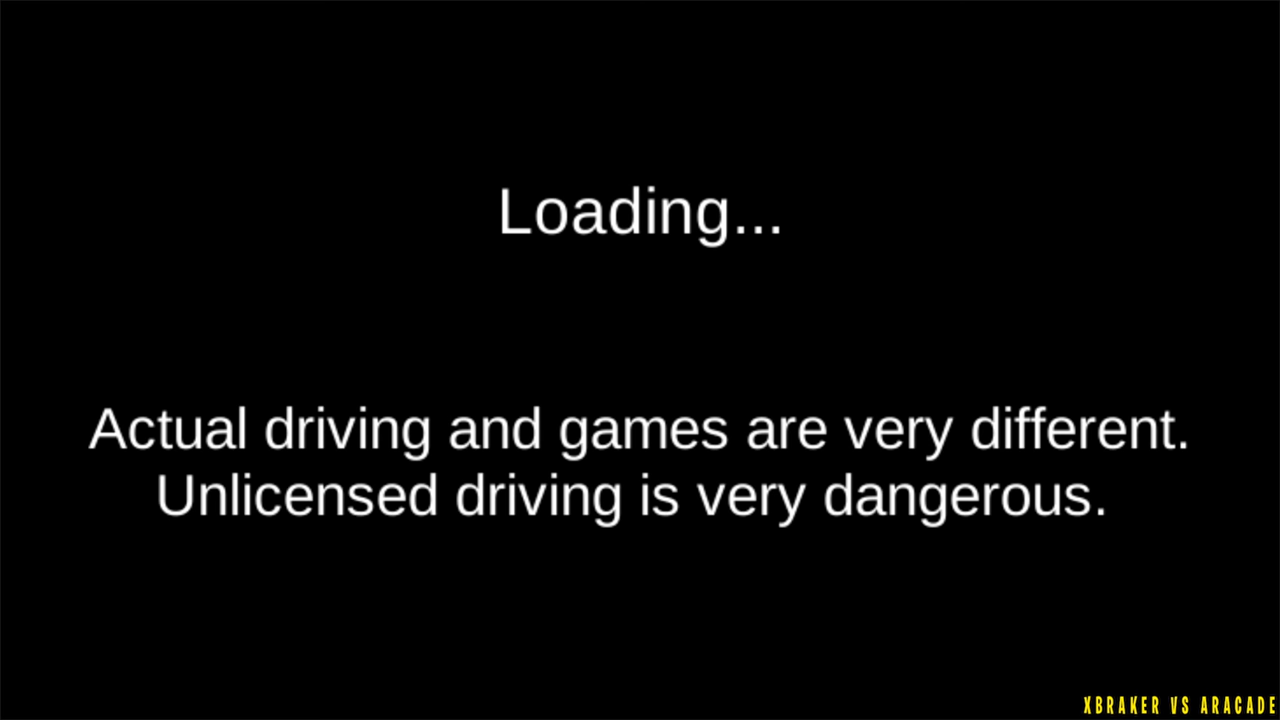 Loading...
Actual driving and games are very different.
Unlicensed driving is very dangerous.
XBRAKER VS ARACADE